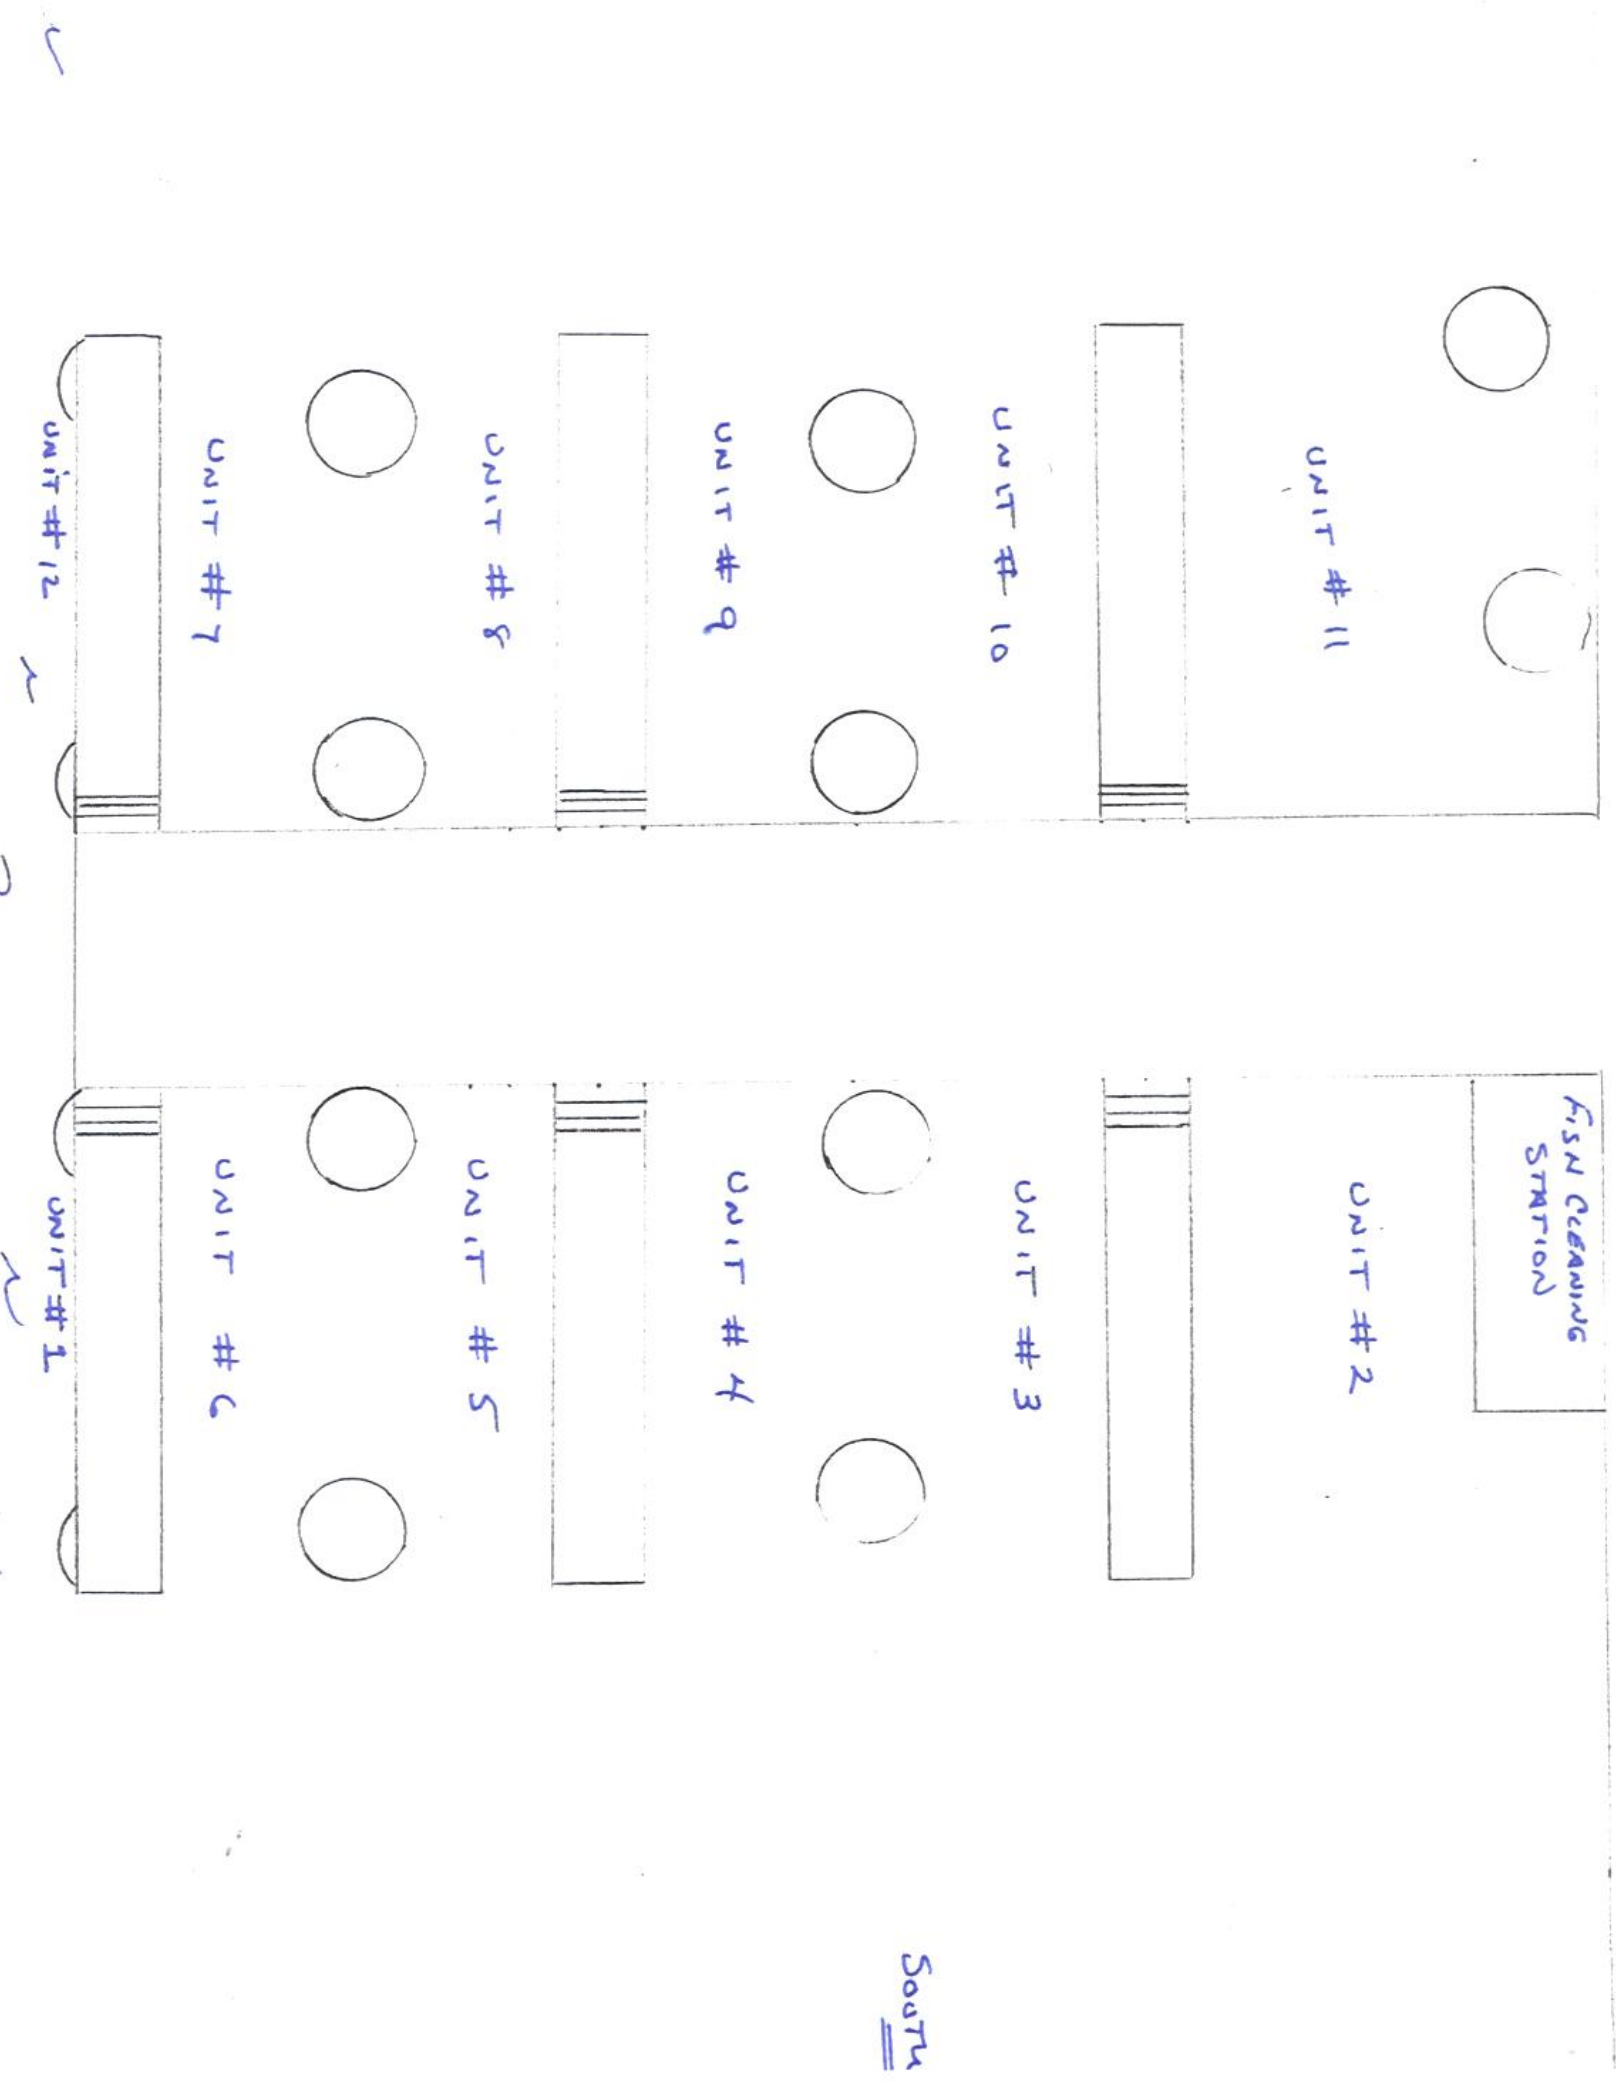 FisH CLEANING
STATION
UNIT # 11
UNIT # 2
UNIT # 10
UNIT # 3
SOUTH
UNIT # 9
UNIT # 4
UNIT # 8
UNIT # 5
UNIT # 7
UNIT # 6
UNiT # 12
UNIT # 1